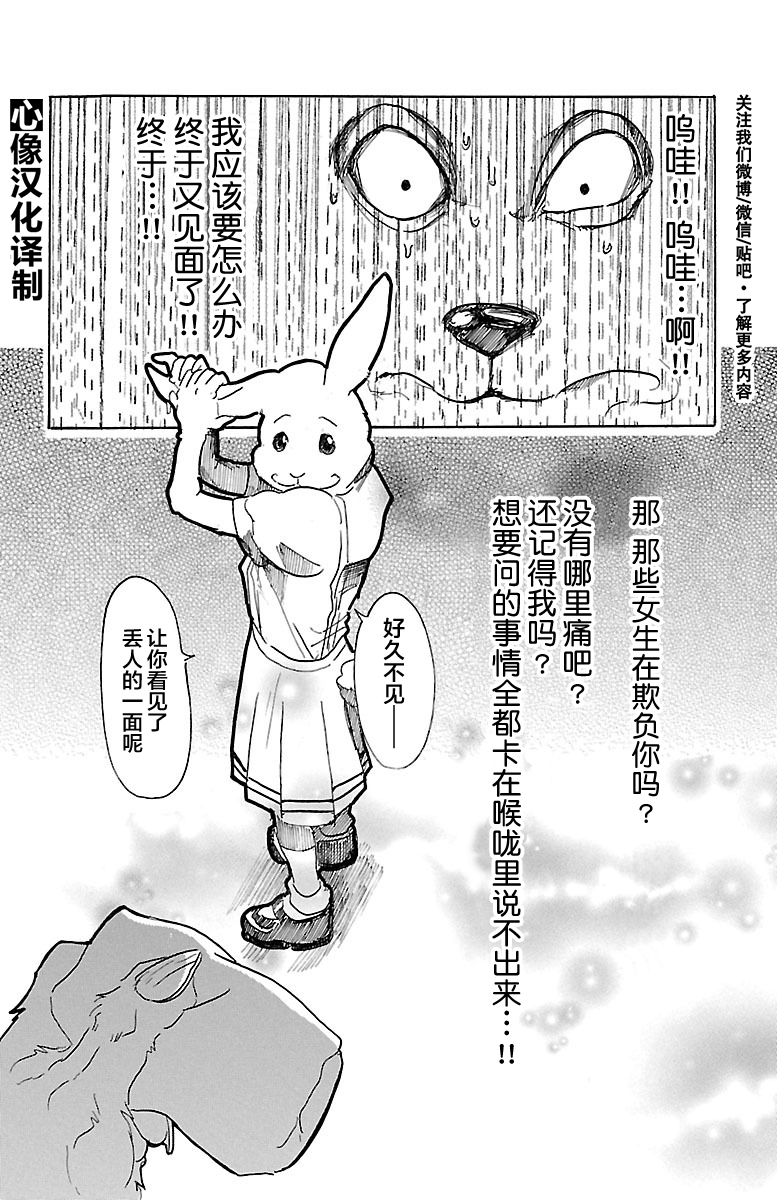 关注我们微博/微信/贴吧·了解更多内容
呜哇!! 呜哇…啊!!
我应该要怎么办
终于又见面了!!
终于…!!
那 那些女生在欺负你吗?
没有哪里痛吧?
还记得我吗?
想要问的事情全都卡在喉咙里说不出来…!!
好久不见——
让你看见了
丢人的一面呢
心像汉化译制